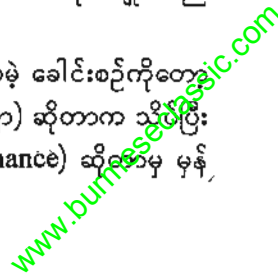 မဲ့ ခေါင်းစဉ်ကိုတော့
) ဆိုတာက သိပ်ပြီး
nance) ဆိုတာမှ မှန်
www.burmeseclassic.com